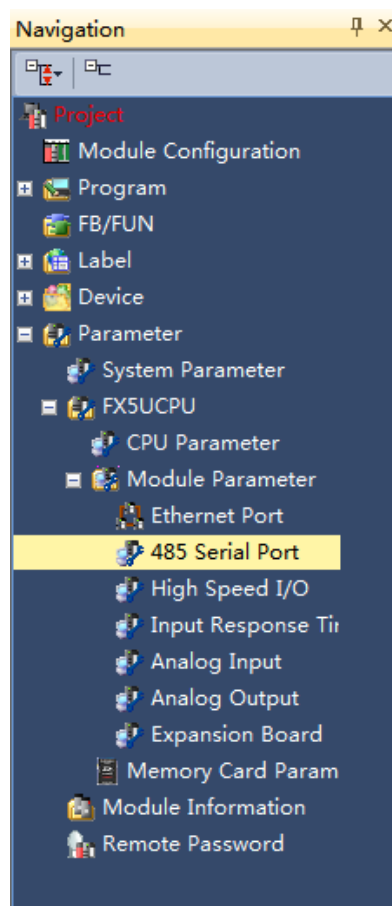 Navigation
Project
Module Configuration
Program
FB/FUN
Label
Device
Parameter
System Parameter
FX5UCPU
CPU Parameter
Module Parameter
Ethernet Port
485 Serial Port
High Speed I/O
Input Response Tir
Analog Input
Analog Output
Expansion Board
Memory Card Param
Module Information
Remote Password